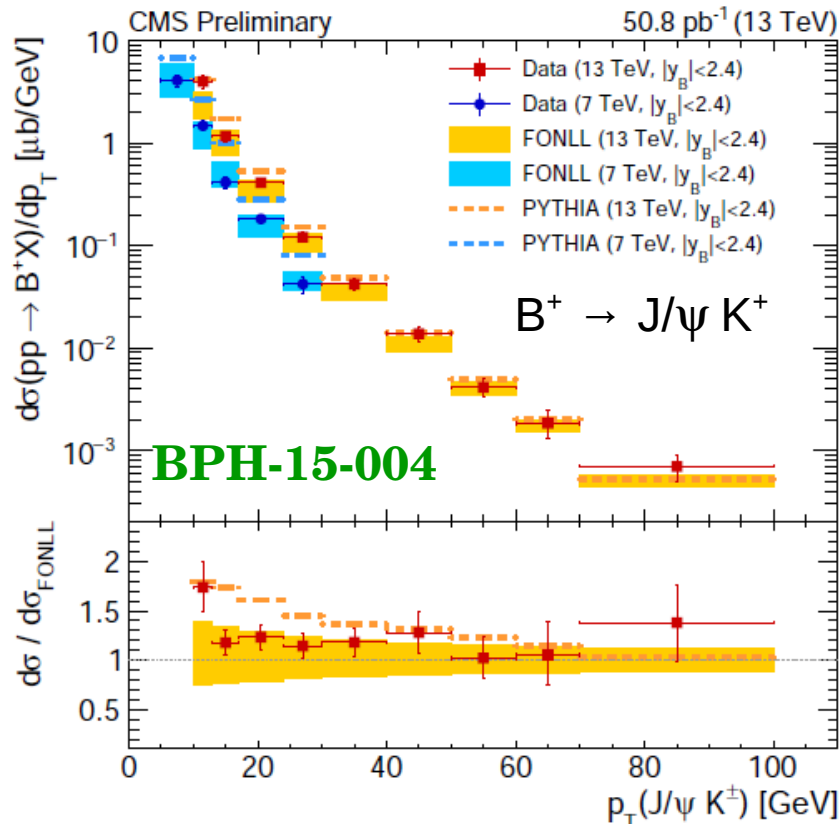 CMS Preliminary 50.8 pb⁻¹ (13 TeV)
dσ(pp → B⁺X)/dp_T [μb/GeV]
10
1
10⁻¹
10⁻²
10⁻³
Data (13 TeV, |y_B|<2.4)
Data (7 TeV, |y_B|<2.4)
FONLL (13 TeV, |y_B|<2.4)
FONLL (7 TeV, |y_B|<2.4)
PYTHIA (13 TeV, |y_B|<2.4)
PYTHIA (7 TeV, |y_B|<2.4)
B⁺ → J/ψ K⁺
BPH-15-004
dσ / dσ_FONLL
2
1.5
1
0.5
0 20 40 60 80 100
p_T(J/ψ K^±) [GeV]